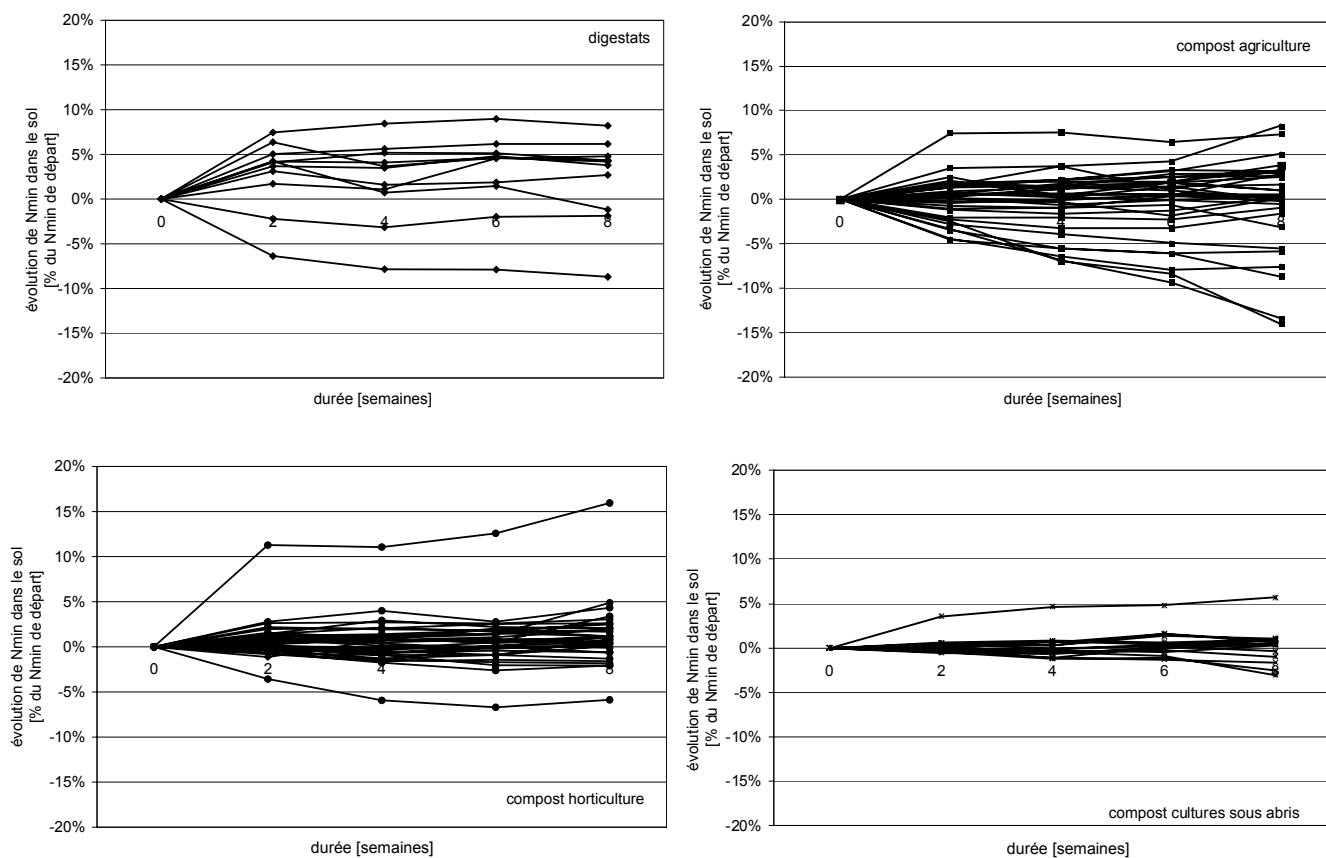 digestats
évolution de Nmin dans le sol
[% du Nmin de départ]
20%
15%
10%
5%
0%
-5%
-10%
-15%
-20%
0 2 4 6 8
durée [semaines]
compost agriculture
évolution de Nmin dans le sol
[% du Nmin de départ]
20%
15%
10%
5%
0%
-5%
-10%
-15%
-20%
0
durée [semaines]
évolution de Nmin dans le sol
[% du Nmin de départ]
20%
15%
10%
5%
0%
-5%
-10%
-15%
-20%
0 2 4 6 8
compost horticulture
durée [semaines]
évolution de Nmin dans le sol
[% du Nmin de départ]
20%
15%
10%
5%
0%
-5%
-10%
-15%
-20%
0 2 4 6 8
compost cultures sous abris
durée [semaines]